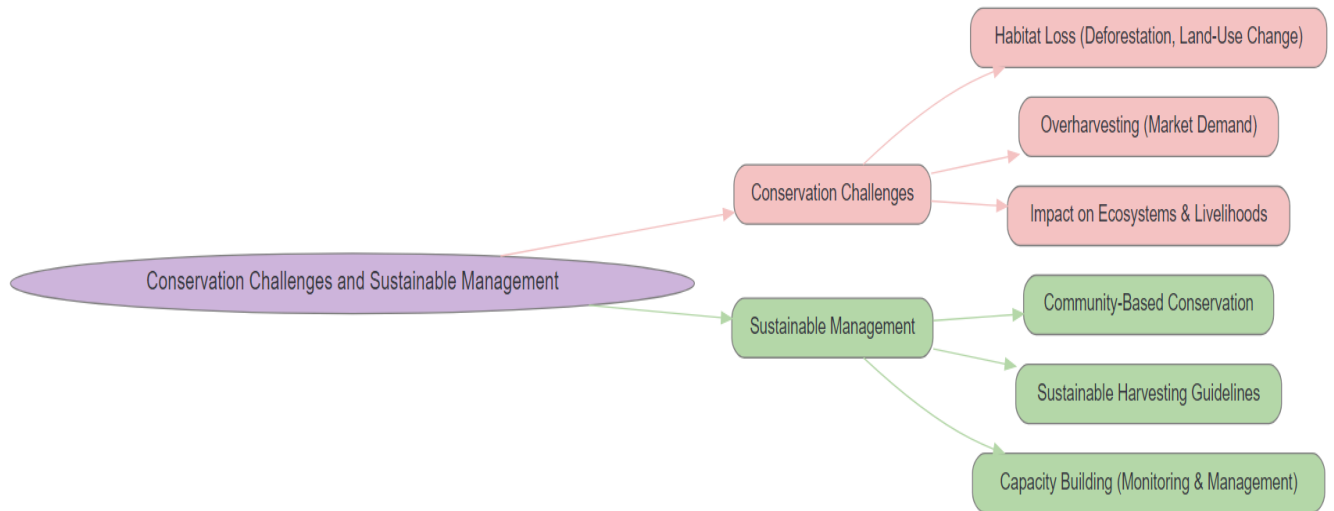 Habitat Loss (Deforestation, Land-Use Change)
Overharvesting (Market Demand)
Conservation Challenges
Impact on Ecosystems & Livelihoods
Conservation Challenges and Sustainable Management
Community-Based Conservation
Sustainable Management
Sustainable Harvesting Guidelines
Capacity Building (Monitoring & Management)